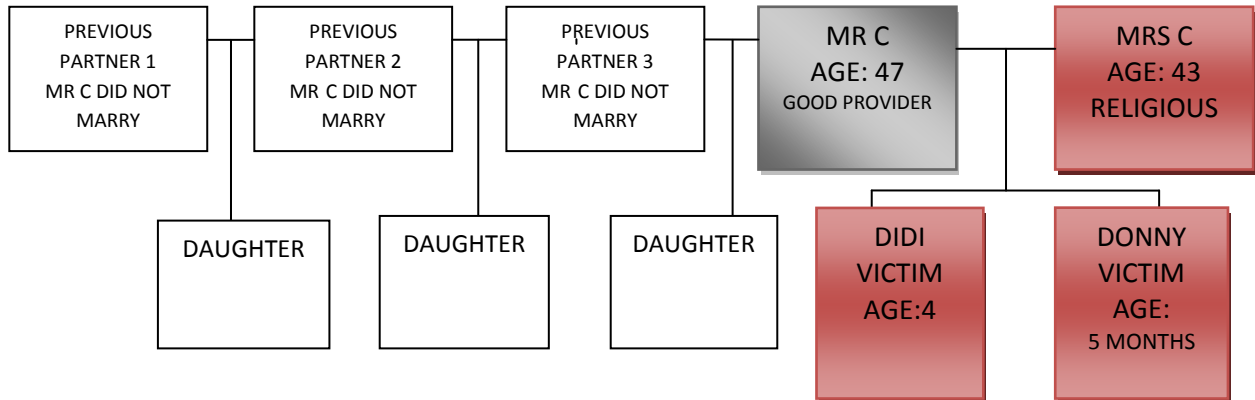 PREVIOUS
PARTNER 1
MR C DID NOT
MARRY
PREVIOUS
PARTNER 2
MR C DID NOT
MARRY
PREVIOUS
PARTNER 3
MR C DID NOT
MARRY
MR C
AGE: 47
GOOD PROVIDER
MRS C
AGE: 43
RELIGIOUS
DAUGHTER
DAUGHTER
DAUGHTER
DIDI
VICTIM
AGE:4
DONNY
VICTIM
AGE:
5 MONTHS